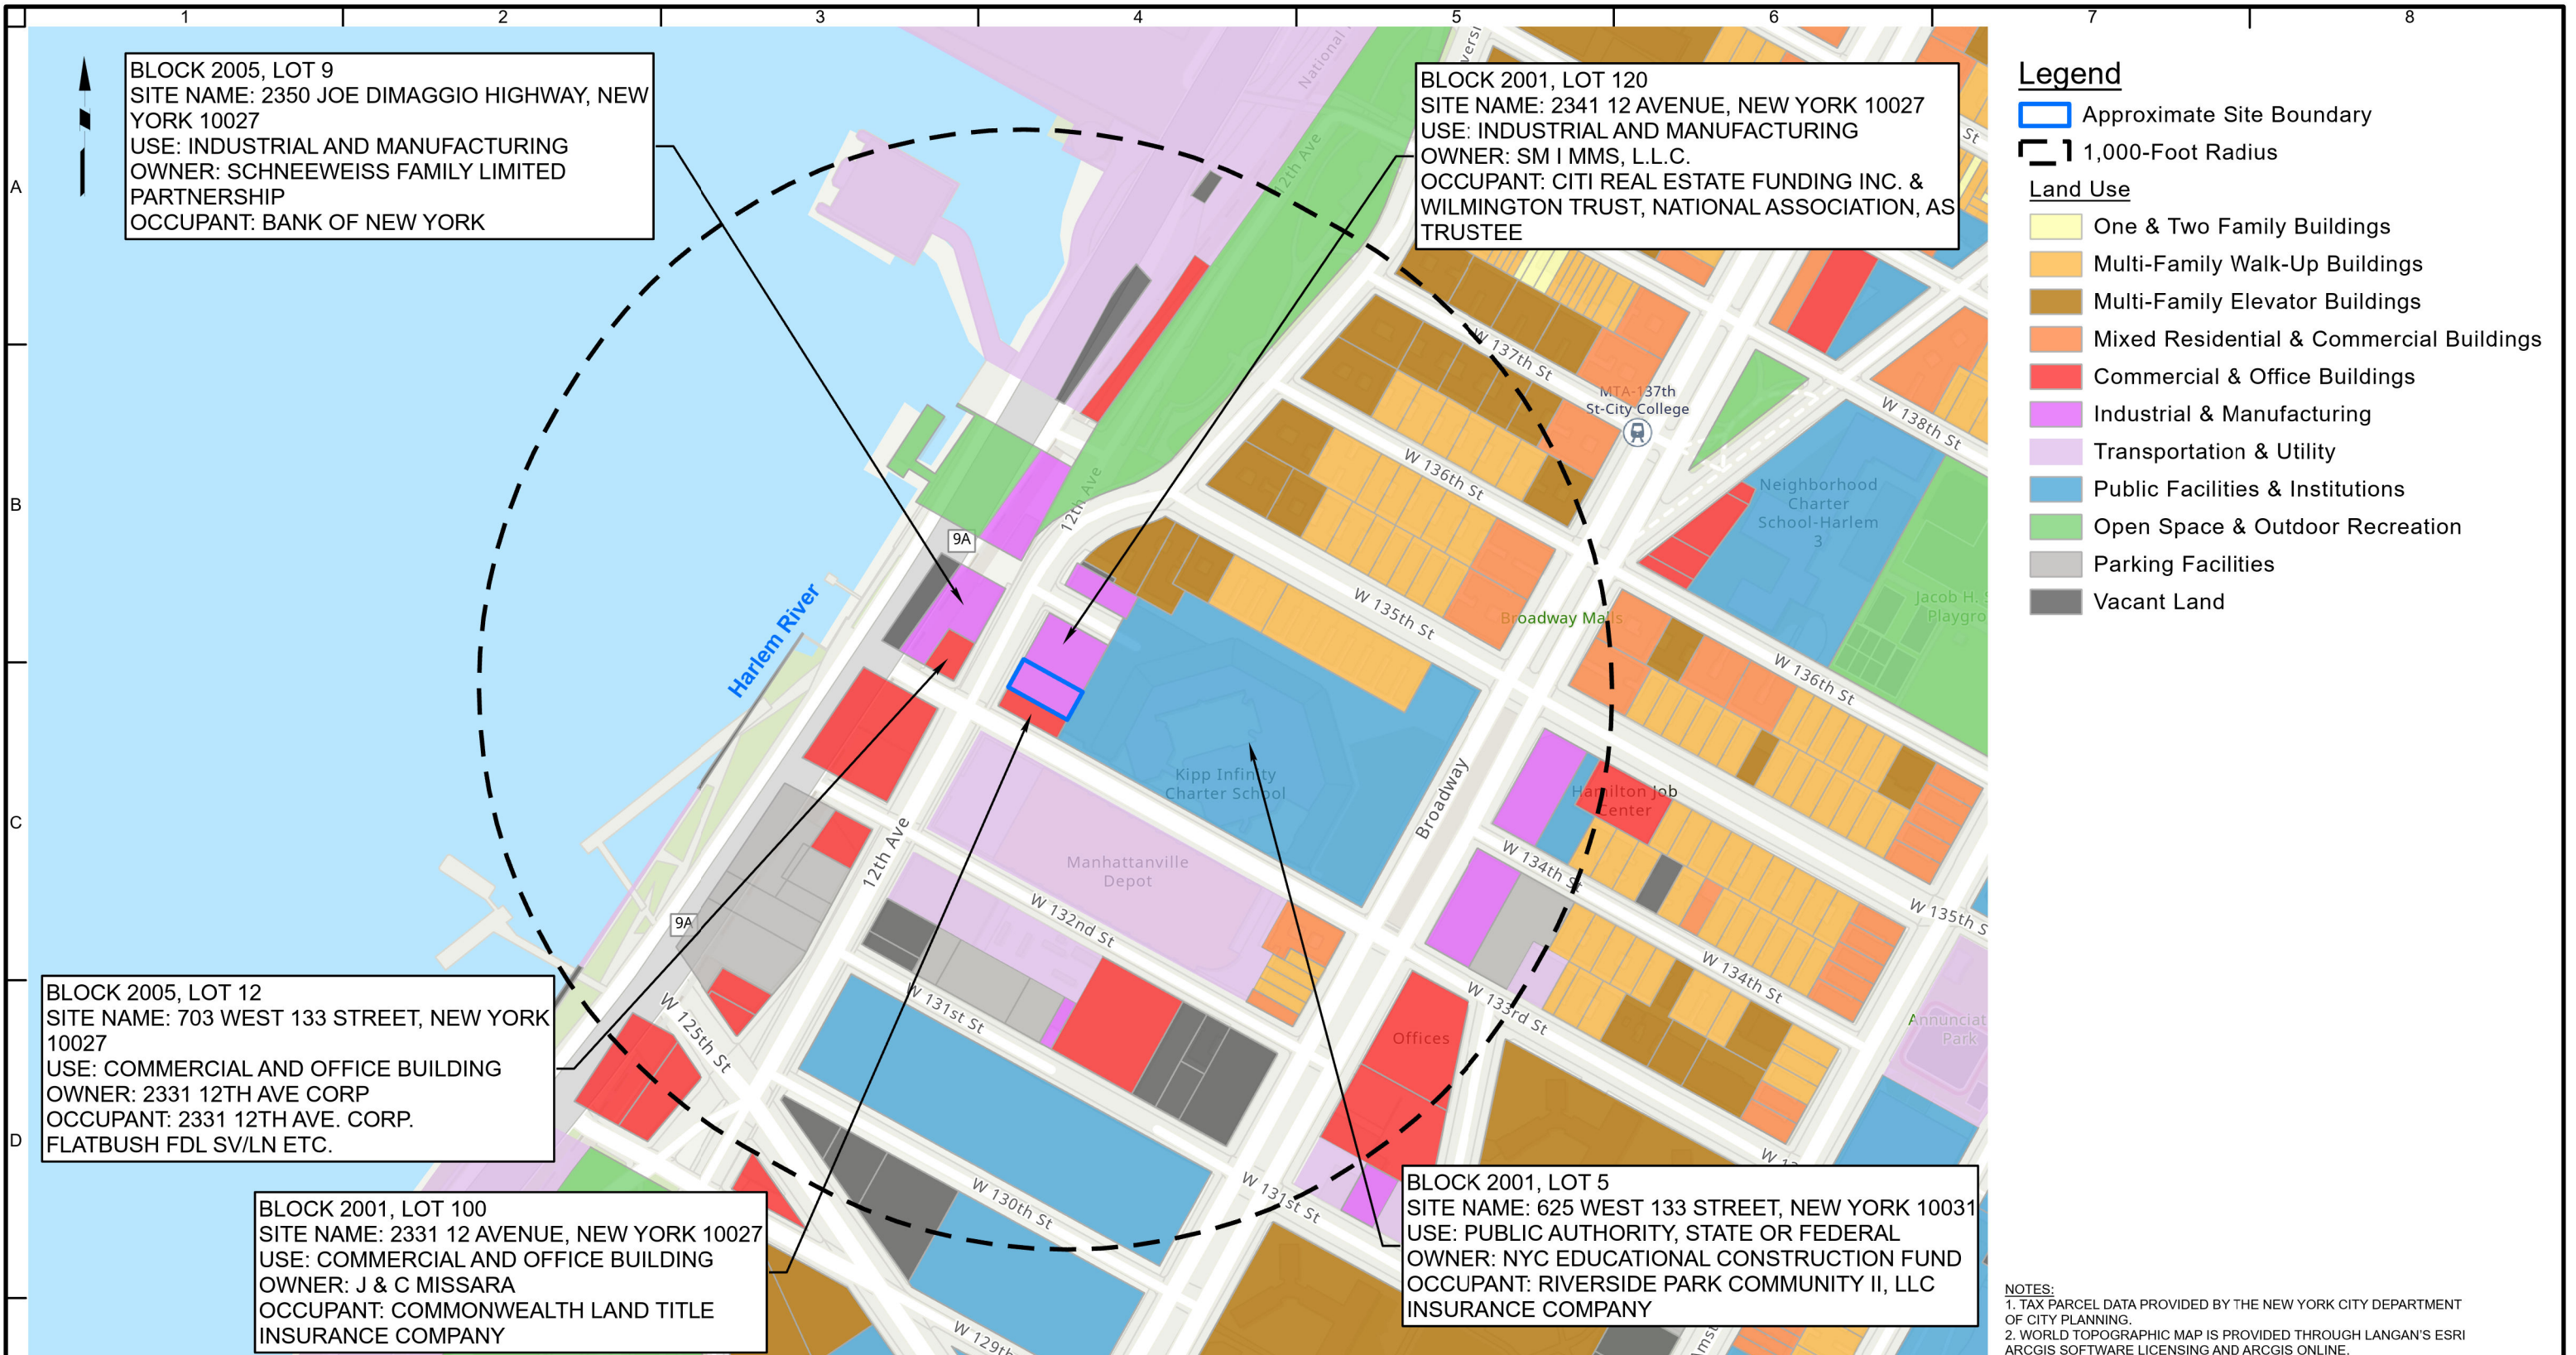 1 2 3 4 5 6 7 8
A
B
C
D
BLOCK 2005, LOT 9
SITE NAME: 2350 JOE DIMAGGIO HIGHWAY, NEW
YORK 10027
USE: INDUSTRIAL AND MANUFACTURING
OWNER: SCHNEEWEISS FAMILY LIMITED
PARTNERSHIP
OCCUPANT: BANK OF NEW YORK
BLOCK 2001, LOT 120
SITE NAME: 2341 12 AVENUE, NEW YORK 10027
USE: INDUSTRIAL AND MANUFACTURING
OWNER: SM I MMS, L.L.C.
OCCUPANT: CITI REAL ESTATE FUNDING INC. &
WILMINGTON TRUST, NATIONAL ASSOCIATION, AS
TRUSTEE
Legend
Approximate Site Boundary
1,000-Foot Radius
Land Use
One & Two Family Buildings
Multi-Family Walk-Up Buildings
Multi-Family Elevator Buildings
Mixed Residential & Commercial Buildings
Commercial & Office Buildings
Industrial & Manufacturing
Transportation & Utility
Public Facilities & Institutions
Open Space & Outdoor Recreation
Parking Facilities
Vacant Land
National
12th Ave
St
W 137th St
MTA-137th
St-City College
W 138th St
W 136th St
Neighborhood
Charter
School-Harlem
3
12th Ave
9A
Harlem River
W 135th St
Broadway Malls
Jacob H. S
Playgro
W 136th St
Kipp Infinity
Charter School
Broadway
Hamilton Job
Center
12th Ave
Manhattanville
Depot
W 134th St
9A
W 132nd St
W 135th S
W 134th St
W 131st St
W 133rd St
W 125th St
Offices
Annunciat
Park
W 130th St
W 131st St
W 13
W 129th
Amst
BLOCK 2005, LOT 12
SITE NAME: 703 WEST 133 STREET, NEW YORK
10027
USE: COMMERCIAL AND OFFICE BUILDING
OWNER: 2331 12TH AVE CORP
OCCUPANT: 2331 12TH AVE. CORP.
FLATBUSH FDL SV/LN ETC.
BLOCK 2001, LOT 100
SITE NAME: 2331 12 AVENUE, NEW YORK 10027
USE: COMMERCIAL AND OFFICE BUILDING
OWNER: J & C MISSARA
OCCUPANT: COMMONWEALTH LAND TITLE
INSURANCE COMPANY
BLOCK 2001, LOT 5
SITE NAME: 625 WEST 133 STREET, NEW YORK 10031
USE: PUBLIC AUTHORITY, STATE OR FEDERAL
OWNER: NYC EDUCATIONAL CONSTRUCTION FUND
OCCUPANT: RIVERSIDE PARK COMMUNITY II, LLC
INSURANCE COMPANY
NOTES:
1. TAX PARCEL DATA PROVIDED BY THE NEW YORK CITY DEPARTMENT
OF CITY PLANNING.
2. WORLD TOPOGRAPHIC MAP IS PROVIDED THROUGH LANGAN'S ESRI
ARCGIS SOFTWARE LICENSING AND ARCGIS ONLINE.